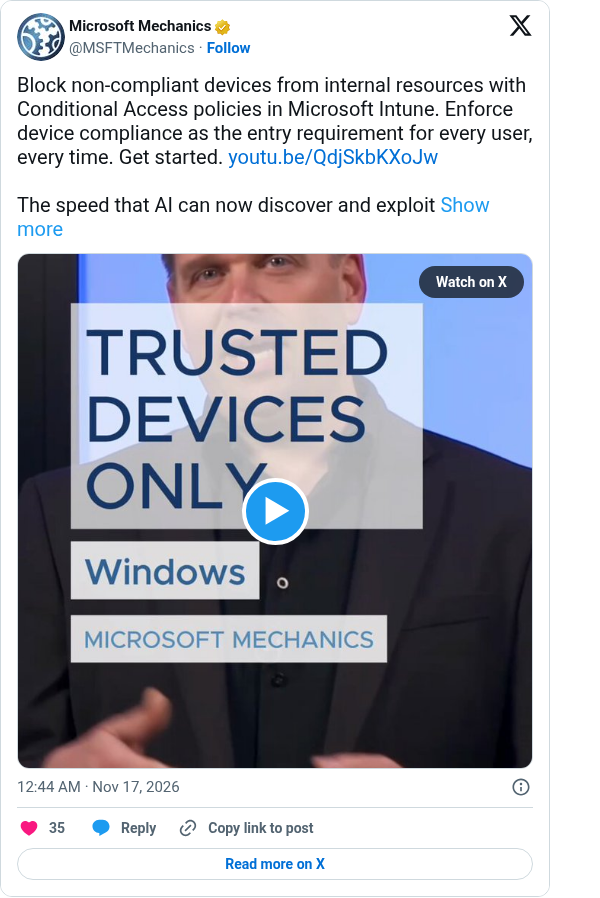 Microsoft Mechanics
@MSFTMechanics · Follow
Block non-compliant devices from internal resources with
Conditional Access policies in Microsoft Intune. Enforce
device compliance as the entry requirement for every user,
every time. Get started. youtu.be/QdjSkbKXoJw
The speed that AI can now discover and exploit Show
more
Watch on X
TRUSTED
DEVICES
ONLY
Windows
MICROSOFT MECHANICS
12:44 AM · Nov 17, 2026
35
Reply
Copy link to post
Read more on X